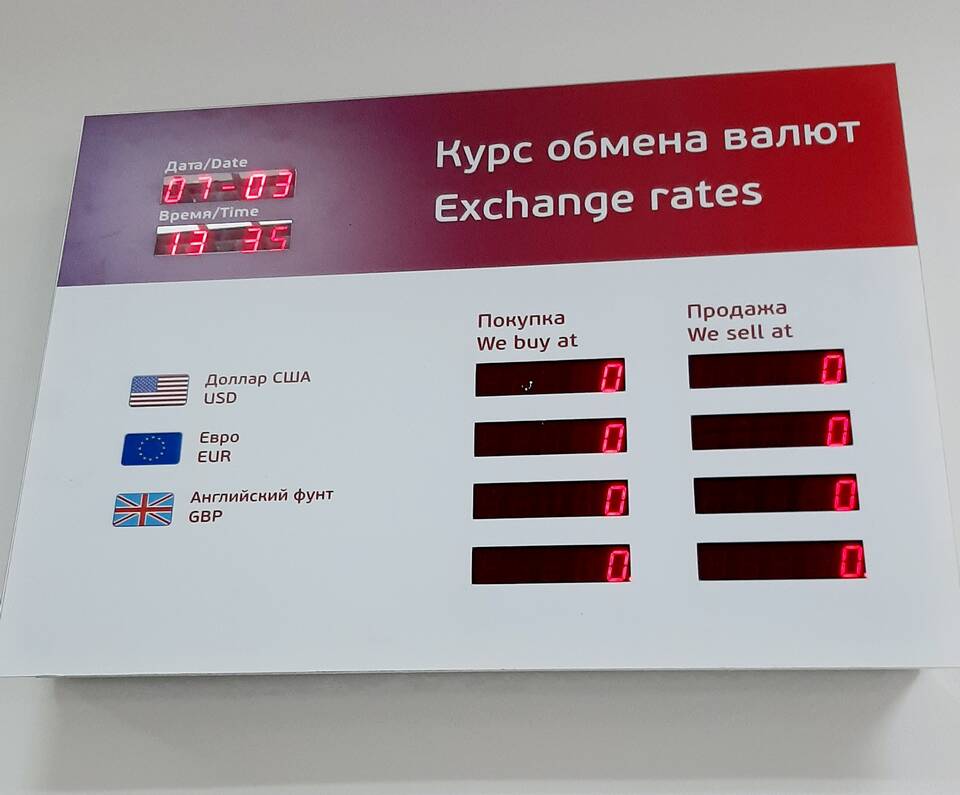 Дата/Date
07-03
Время/Time
13 35
Курс обмена валют
Exchange rates
Покупка
We buy at
Продажа
We sell at
Доллар США
USD
0 0
Евро
EUR
0 0
Английский фунт
GBP
0 0
0 0